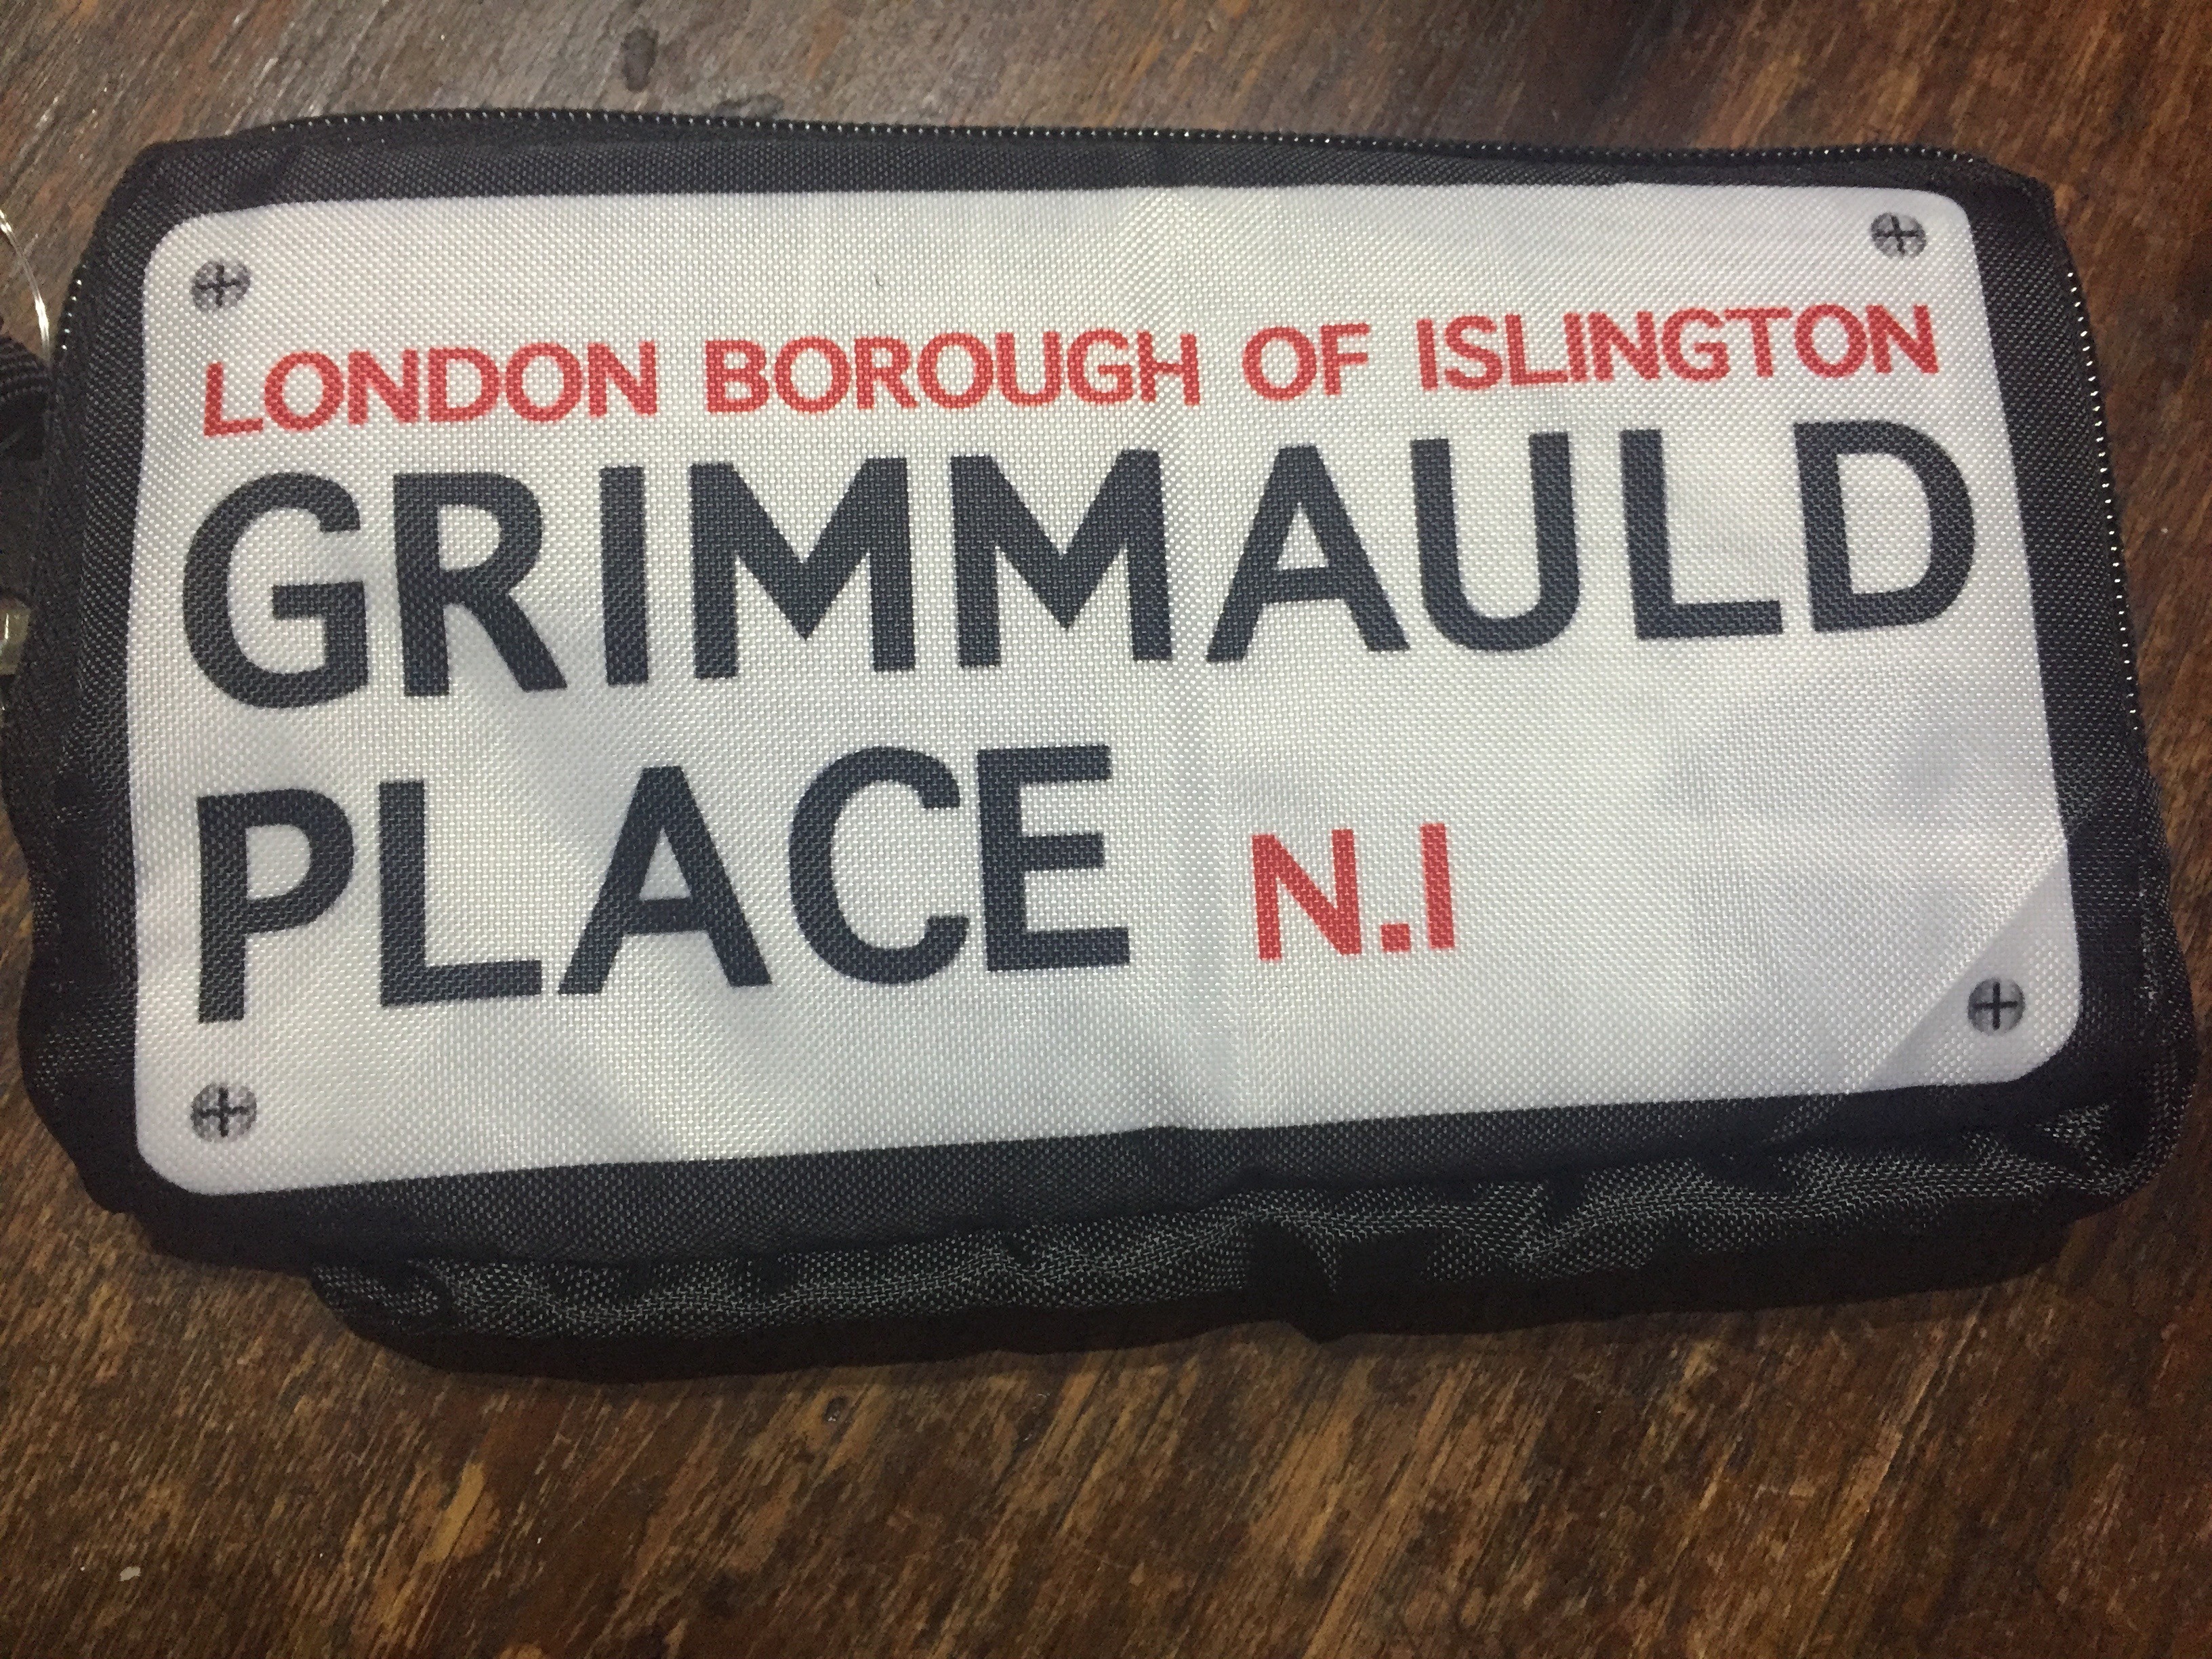 LONDON BOROUGH OF ISLINGTON
GRIMMAULD
PLACE N.I